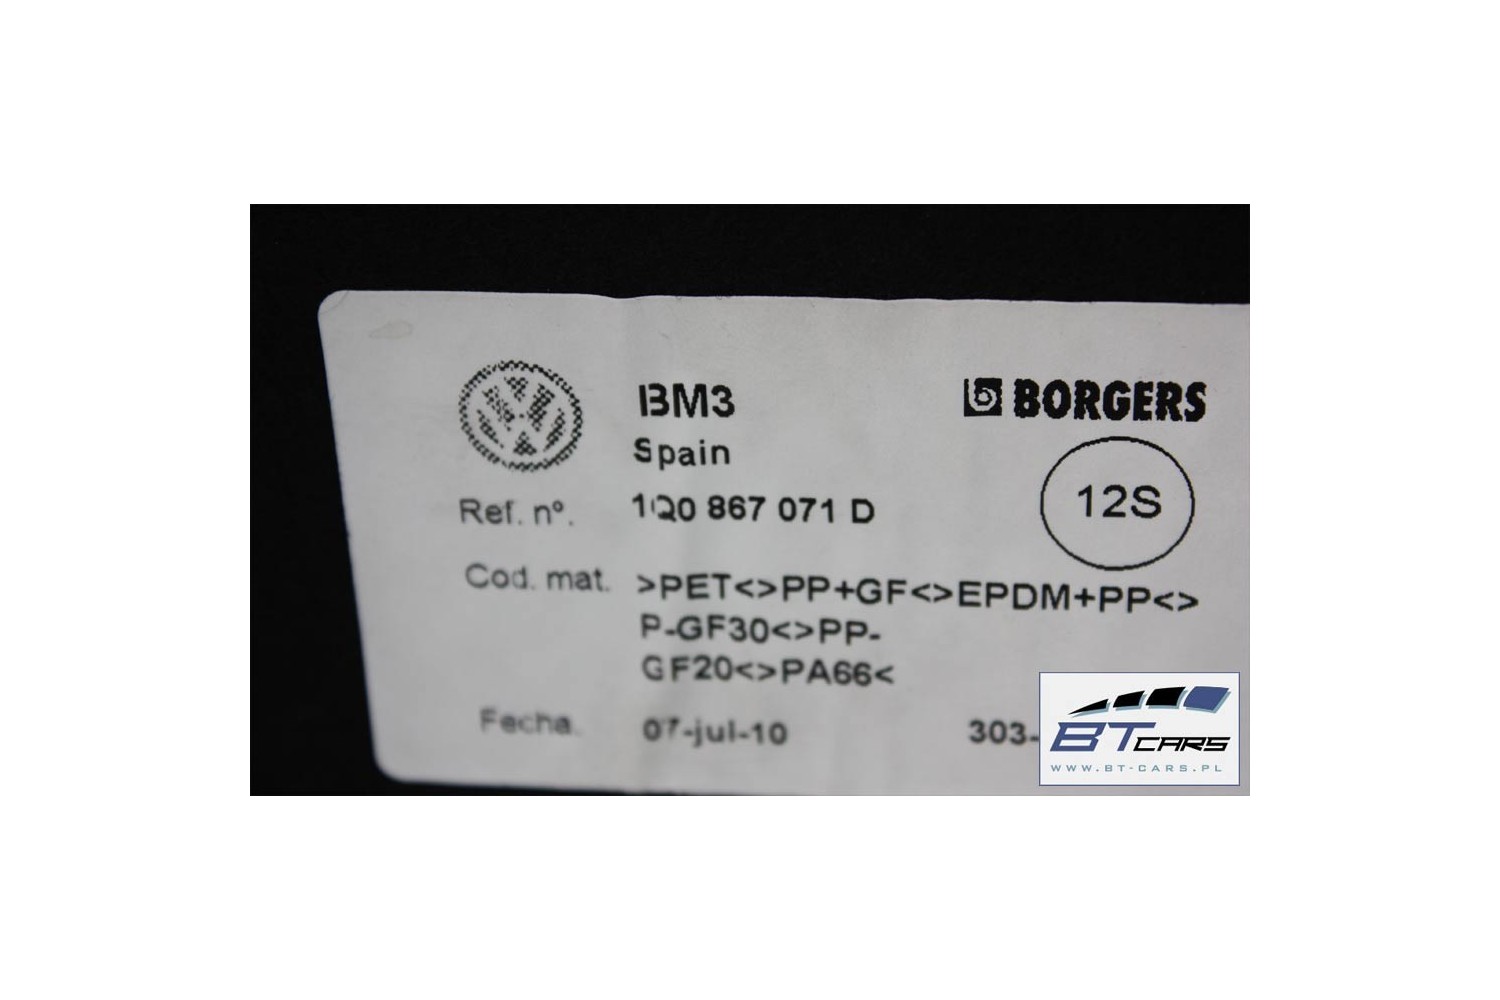 BM3
BORGERS
Spain
12S
Ref. nº. 1Q0 867 071 D
Cod. mat. >PET<>PP+GF<>EPDM+PP<>
P-GF30<>PP-
GF20<>PA66<
Fecha. 07-jul-10 303-
BT CARS
WWW.BT-CARS.PL